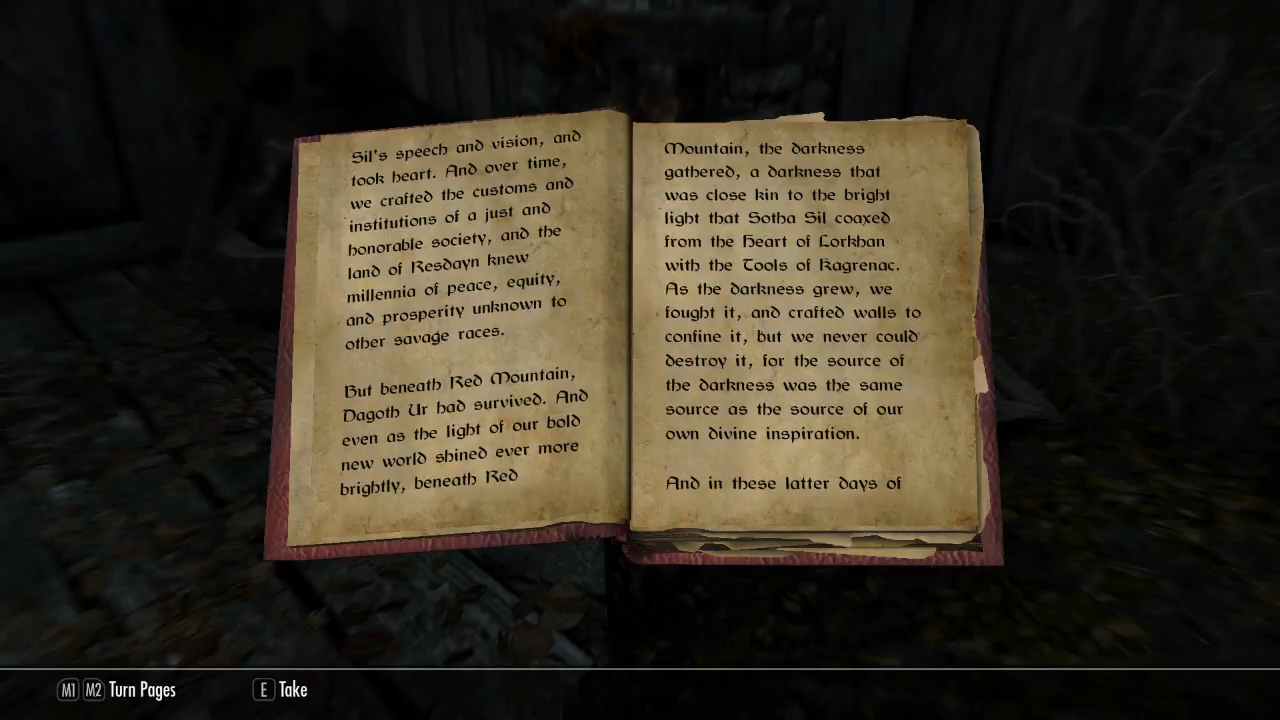 Sil's speech and vision, and
took heart. And over time,
we crafted the customs and
institutions of a just and
honorable society, and the
land of Resdayn knew
millennia of peace, equity,
and prosperity unknown to
other savage races.
But beneath Red Mountain,
Dagoth Ur had survived. And
even as the light of our bold
new world shined ever more
brightly, beneath Red
Mountain, the darkness
gathered, a darkness that
was close kin to the bright
light that Sotha Sil coaxed
from the Heart of Lorkhan
with the Tools of Kagrenac.
As the darkness grew, we
fought it, and crafted walls to
confine it, but we never could
destroy it, for the source of
the darkness was the same
source as the source of our
own divine inspiration.
And in these latter days of
M1 M2 Turn Pages
E Take